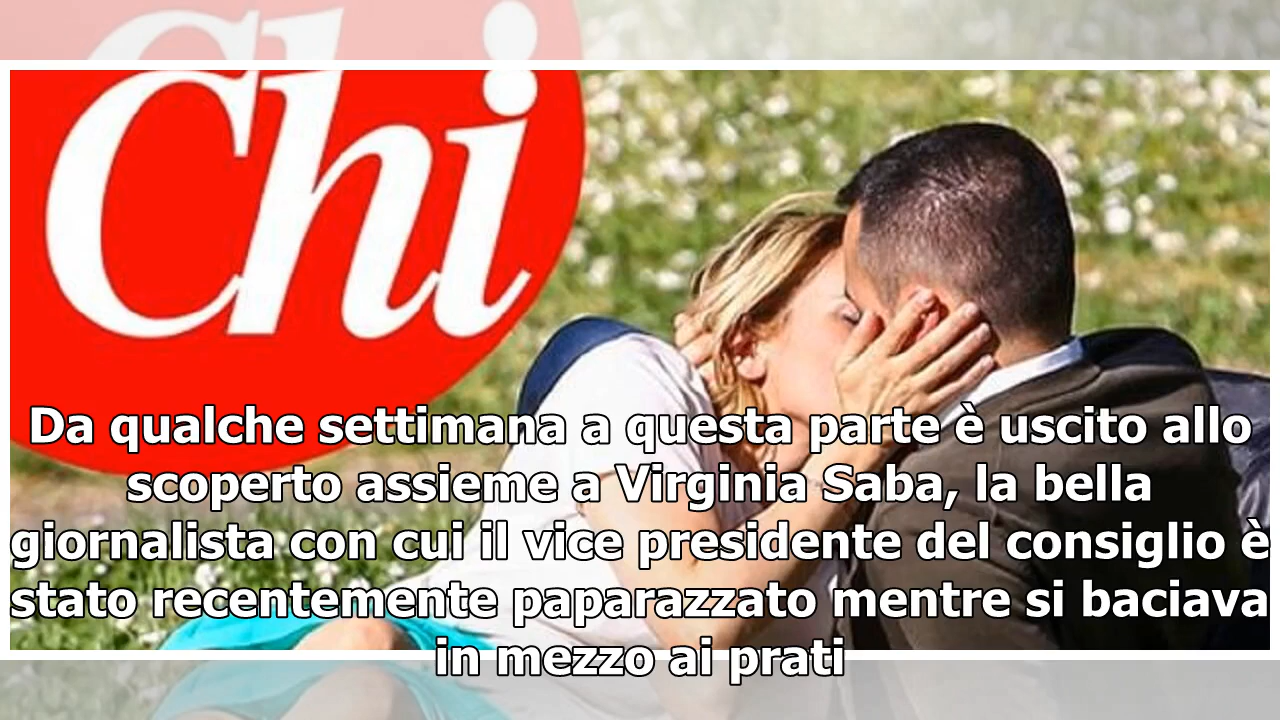 Chi
Da qualche settimana a questa parte è uscito allo
scoperto assieme a Virginia Saba, la bella
giornalista con cui il vice presidente del consiglio è
stato recentemente paparazzato mentre si baciava
in mezzo ai prati